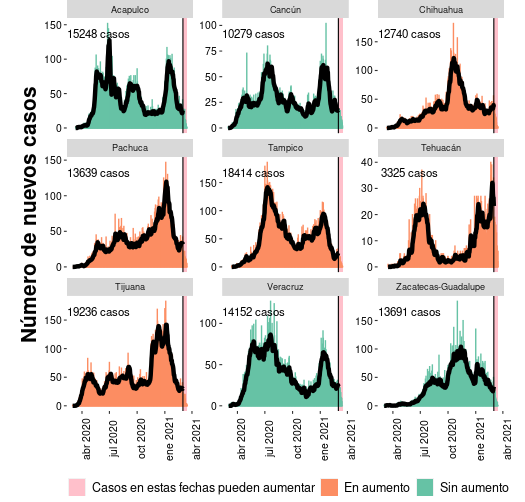 Número de nuevos casos
Acapulco
15248 casos
150
100
50
0
Cancún
10279 casos
100
75
50
25
0
Chihuahua
12740 casos
150
100
50
0
Pachuca
13639 casos
150
100
50
0
Tampico
18414 casos
150
100
50
0
Tehuacán
3325 casos
40
30
20
10
0
Tijuana
19236 casos
150
100
50
0
abr 2020
jul 2020
oct 2020
ene 2021
abr 2021
Veracruz
14152 casos
100
50
0
abr 2020
jul 2020
oct 2020
ene 2021
abr 2021
Zacatecas-Guadalupe
13691 casos
150
100
50
0
abr 2020
jul 2020
oct 2020
ene 2021
abr 2021
Casos en estas fechas pueden aumentar
En aumento
Sin aumento